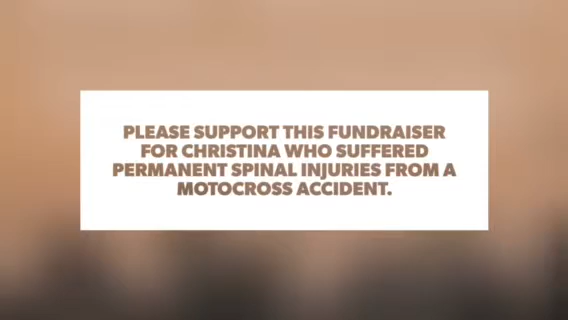 PLEASE SUPPORT THIS FUNDRAISER
FOR CHRISTINA WHO SUFFERED
PERMANENT SPINAL INJURIES FROM A
MOTOCROSS ACCIDENT.